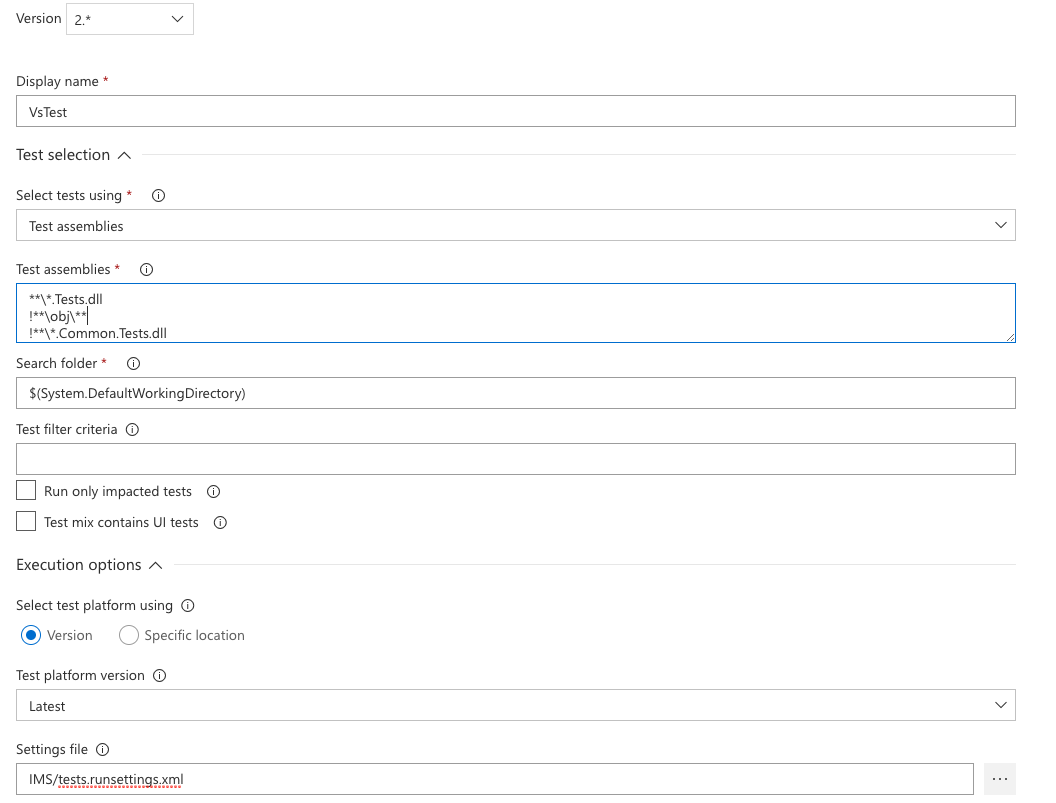 Version 2.*
Display name *
VsTest
Test selection
Select tests using *
Test assemblies
Test assemblies *
**\*.Tests.dll
!**\obj\**
!**\*.Common.Tests.dll
Search folder *
$(System.DefaultWorkingDirectory)
Test filter criteria
Run only impacted tests
Test mix contains UI tests
Execution options
Select test platform using
Version Specific location
Test platform version
Latest
Settings file
IMS/tests.runsettings.xml